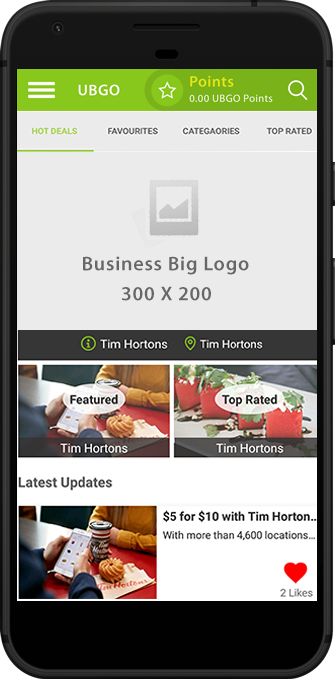 UBGO
Points
0.00 UBGO Points
HOT DEALS
FAVOURITES
CATEGAORIES
TOP RATED
Business Big Logo
300 X 200
Tim Hortons
Tim Hortons
Featured
Top Rated
Tim Hortons
Tim Hortons
Latest Updates
$5 for $10 with Tim Horton...
With more than 4,600 locations...
Tim Hortons
2 Likes